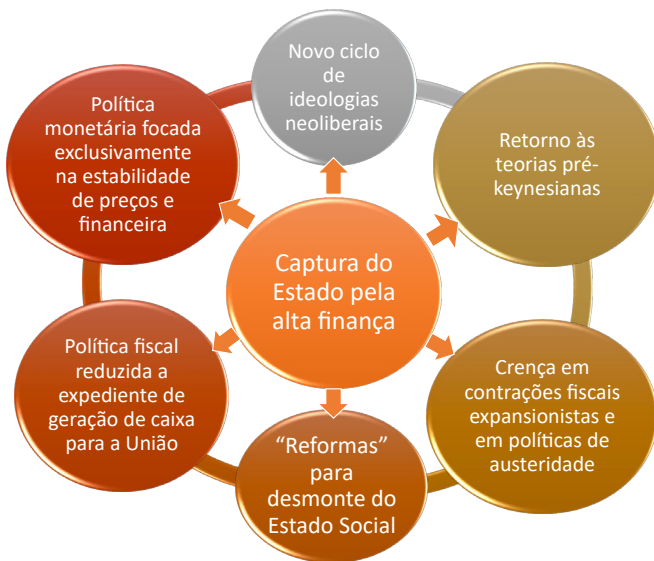 Novo ciclo
de
ideologias
neoliberais
Retorno às
teorias pré-
keynesianas
Crença em
contrações fiscais
expansionistas e
em políticas de
austeridade
“Reformas”
para
desmonte do
Estado Social
Política fiscal
reduzida a
expediente de
geração de caixa
para a União
Política
monetária focada
exclusivamente
na estabilidade
de preços e
financeira
Captura do
Estado pela
alta finança